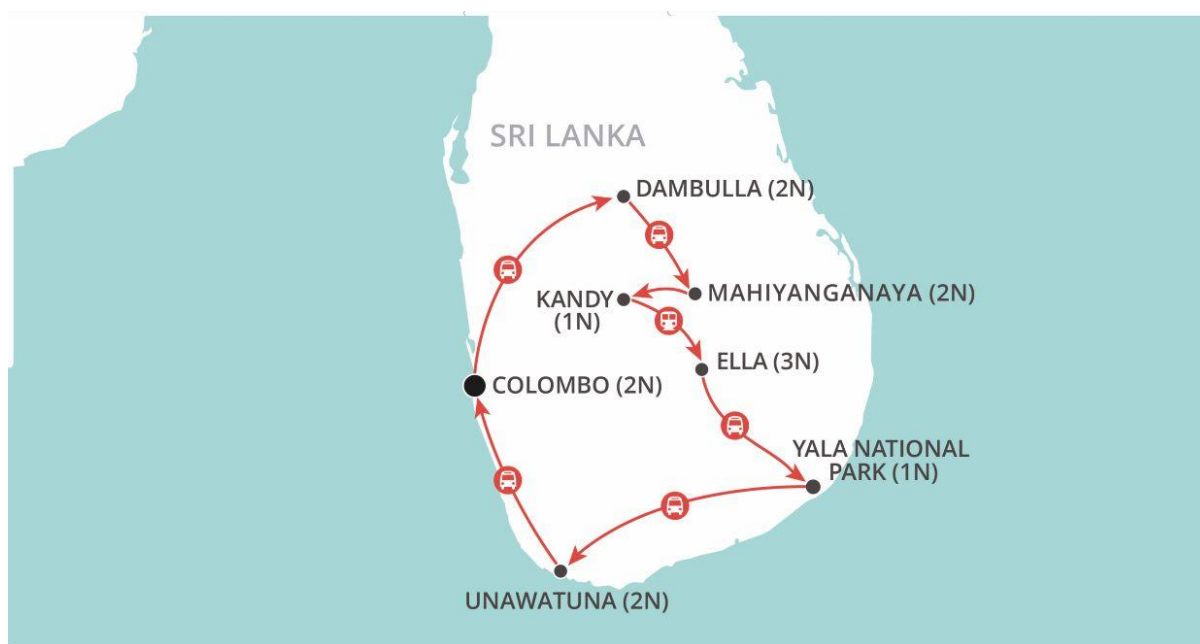 SRI LANKA
DAMBULLA (2N)
MAHIYANGANAYA (2N)
KANDY
(1N)
ELLA (3N)
COLOMBO (2N)
YALA NATIONAL
PARK (1N)
UNAWATUNA (2N)